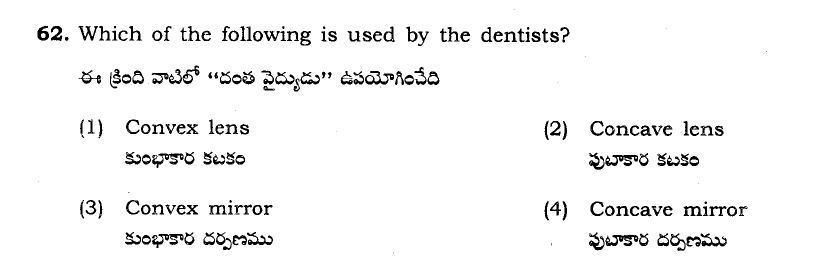 62. Which of the following is used by the dentists?
ఈ క్రింది వాటిలో "దంత వైద్యుడు" ఉపయోగించేది
(1) Convex lens (2) Concave lens
కుంభాకార కటకం పుటాకార కటకం
(3) Convex mirror (4) Concave mirror
కుంభాకార దర్పణము పుటాకార దర్పణము